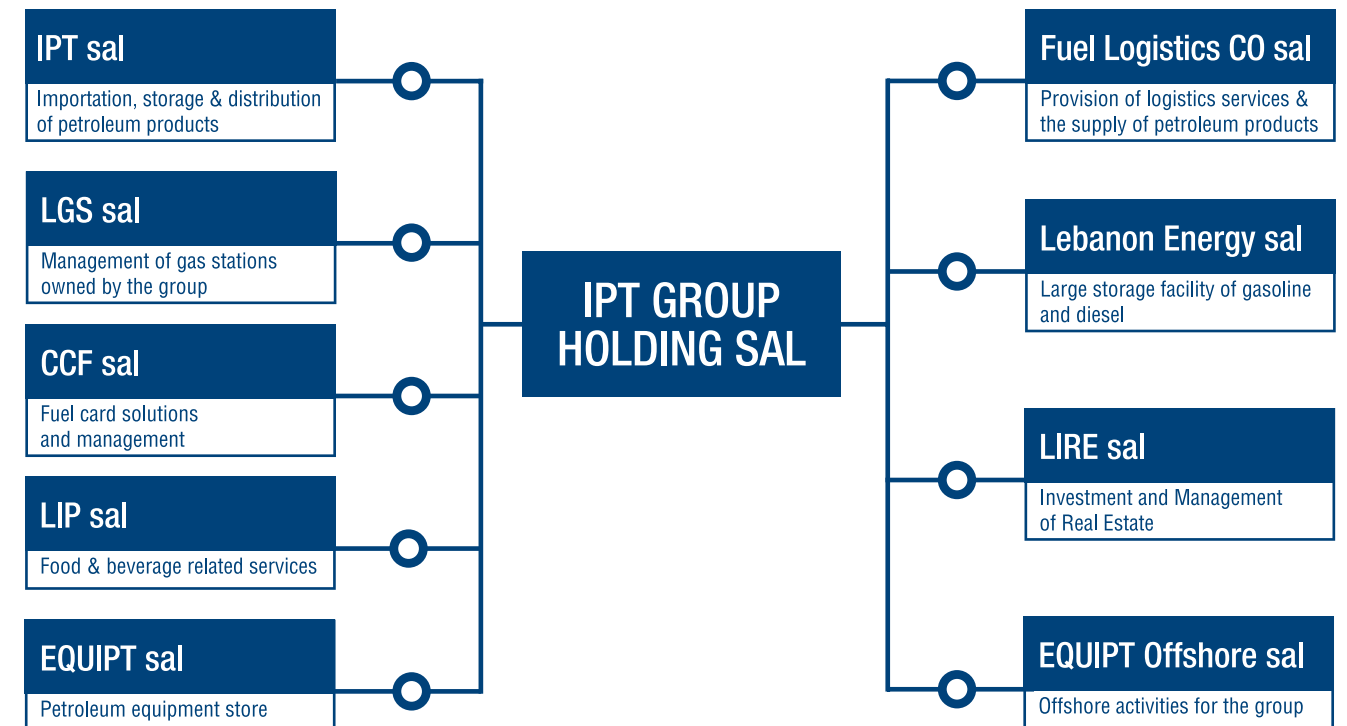 IPT sal
Importation, storage & distribution
of petroleum products
LGS sal
Management of gas stations
owned by the group
CCF sal
Fuel card solutions
and management
LIP sal
Food & beverage related services
EQUIPT sal
Petroleum equipment store
IPT GROUP
HOLDING SAL
Fuel Logistics CO sal
Provision of logistics services &
the supply of petroleum products
Lebanon Energy sal
Large storage facility of gasoline
and diesel
LIRE sal
Investment and Management
of Real Estate
EQUIPT Offshore sal
Offshore activities for the group